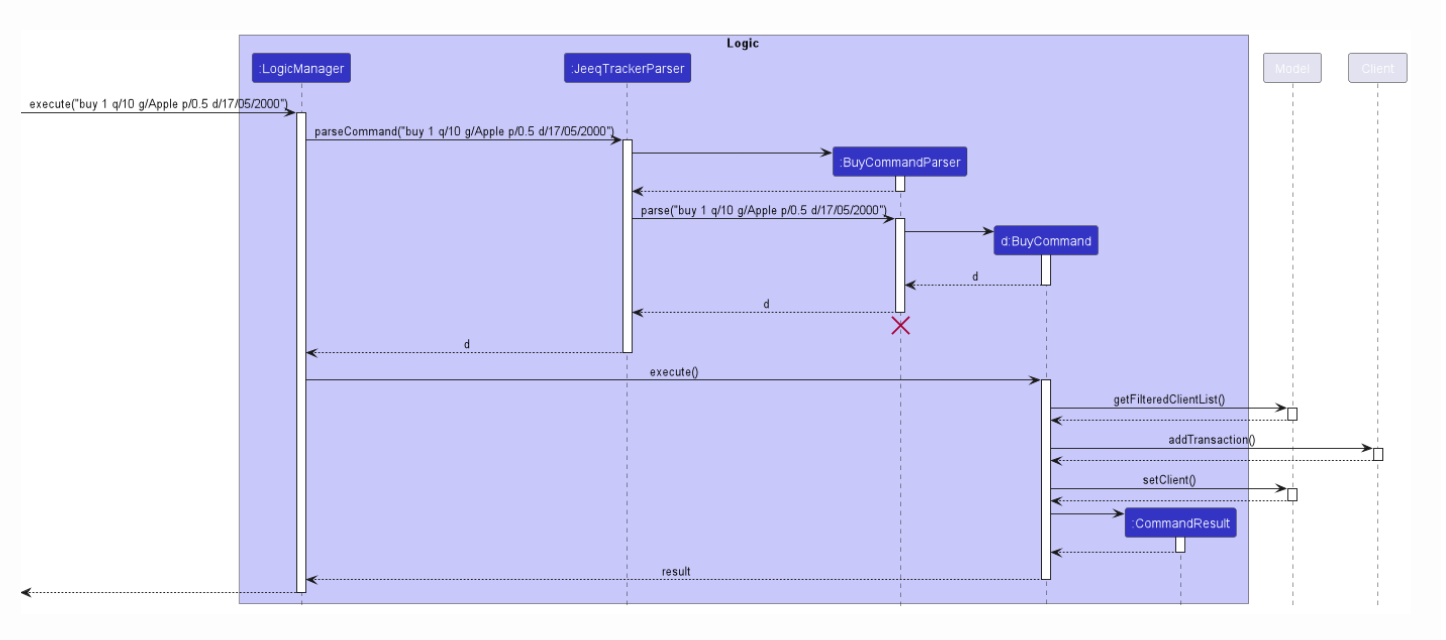 Logic
:LogicManager
:JeeqTrackerParser
Model
Client
execute("buy 1 q/10 g/Apple p/0.5 d/17/05/2000")
parseCommand("buy 1 q/10 g/Apple p/0.5 d/17/05/2000")
:BuyCommandParser
parse("buy 1 q/10 g/Apple p/0.5 d/17/05/2000")
d:BuyCommand
d
d
d
execute()
getFilteredClientList()
addTransaction()
setClient()
:CommandResult
result